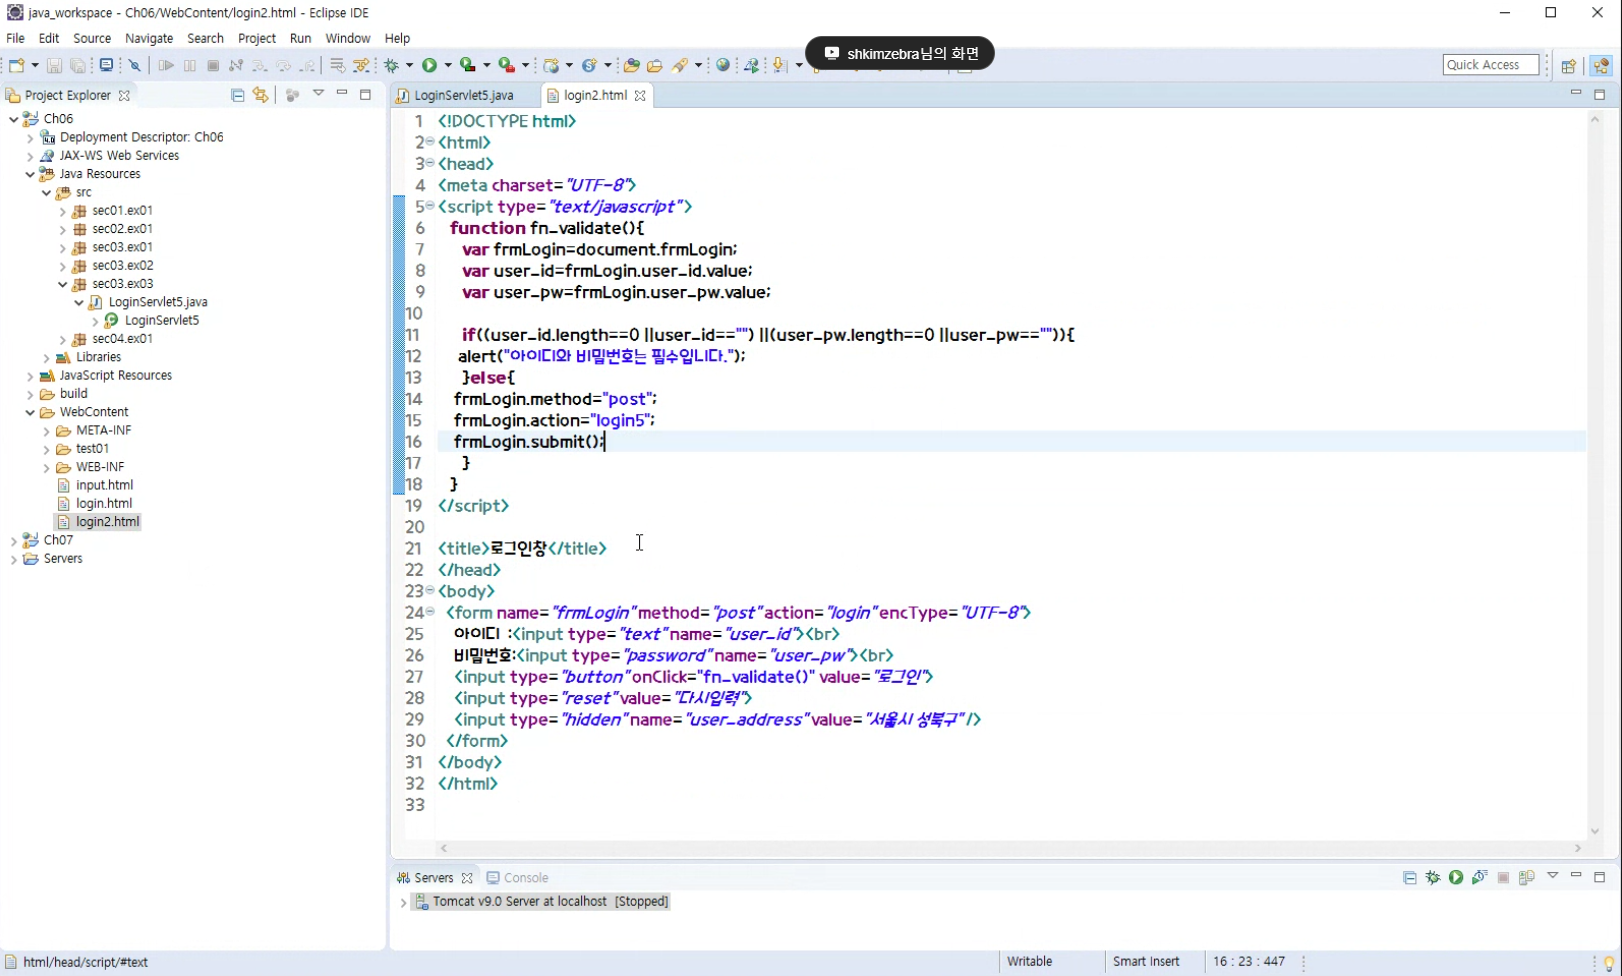 java_workspace - Ch06/WebContent/login2.html - Eclipse IDE
File Edit Source Navigate Search Project Run Window Help
shkimzebra님의 화면
Quick Access
Project Explorer
LoginServlet5.java
login2.html
Ch06
Deployment Descriptor: Ch06
JAX-WS Web Services
Java Resources
src
sec01.ex01
sec02.ex01
sec03.ex01
sec03.ex02
sec03.ex03
LoginServlet5.java
LoginServlet5
sec04.ex01
Libraries
JavaScript Resources
build
WebContent
META-INF
test01
WEB-INF
input.html
login.html
login2.html
Ch07
Servers
1 <!DOCTYPE html>
2 <html>
3 <head>
4 <meta charset="UTF-8">
5 <script type="text/javascript">
6 function fn_validate(){
7 var frmLogin=document.frmLogin;
8 var user_id=frmLogin.user_id.value;
9 var user_pw=frmLogin.user_pw.value;
10
11 if((user_id.length==0 ||user_id=="") ||(user_pw.length==0 ||user_pw=="")){
12 alert("아이디와 비밀번호는 필수입니다.");
13 }else{
14 frmLogin.method="post";
15 frmLogin.action="login5";
16 frmLogin.submit();
17 }
18 }
19 </script>
20
21 <title>로그인창</title>
22 </head>
23 <body>
24 <form name="frmLogin"method="post"action="login"encType="UTF-8">
25 아이디 :<input type="text"name="user_id"><br>
26 비밀번호:<input type="password"name="user_pw"><br>
27 <input type="button"onClick="fn_validate()" value="로그인">
28 <input type="reset"value="다시입력">
29 <input type="hidden"name="user_address"value="서울시 성북구"/>
30 </form>
31 </body>
32 </html>
33
Servers Console
Tomcat v9.0 Server at localhost [Stopped]
html/head/script/#text
Writable
Smart Insert
16 : 23 : 447